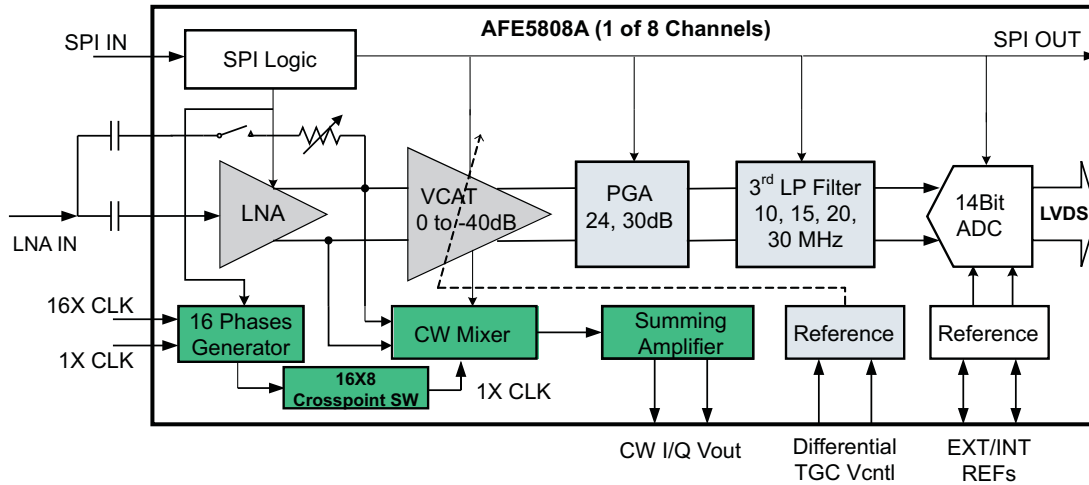 AFE5808A (1 of 8 Channels)
SPI IN
SPI Logic
SPI OUT
LNA IN
LNA
VCAT
0 to -40dB
PGA
24, 30dB
3rd LP Filter
10, 15, 20,
30 MHz
14Bit
ADC
LVDS
16X CLK
1X CLK
16 Phases
Generator
16X8
Crosspoint SW
CW Mixer
1X CLK
Summing
Amplifier
Reference
Reference
CW I/Q Vout
Differential
TGC Vcntl
EXT/INT
REFs